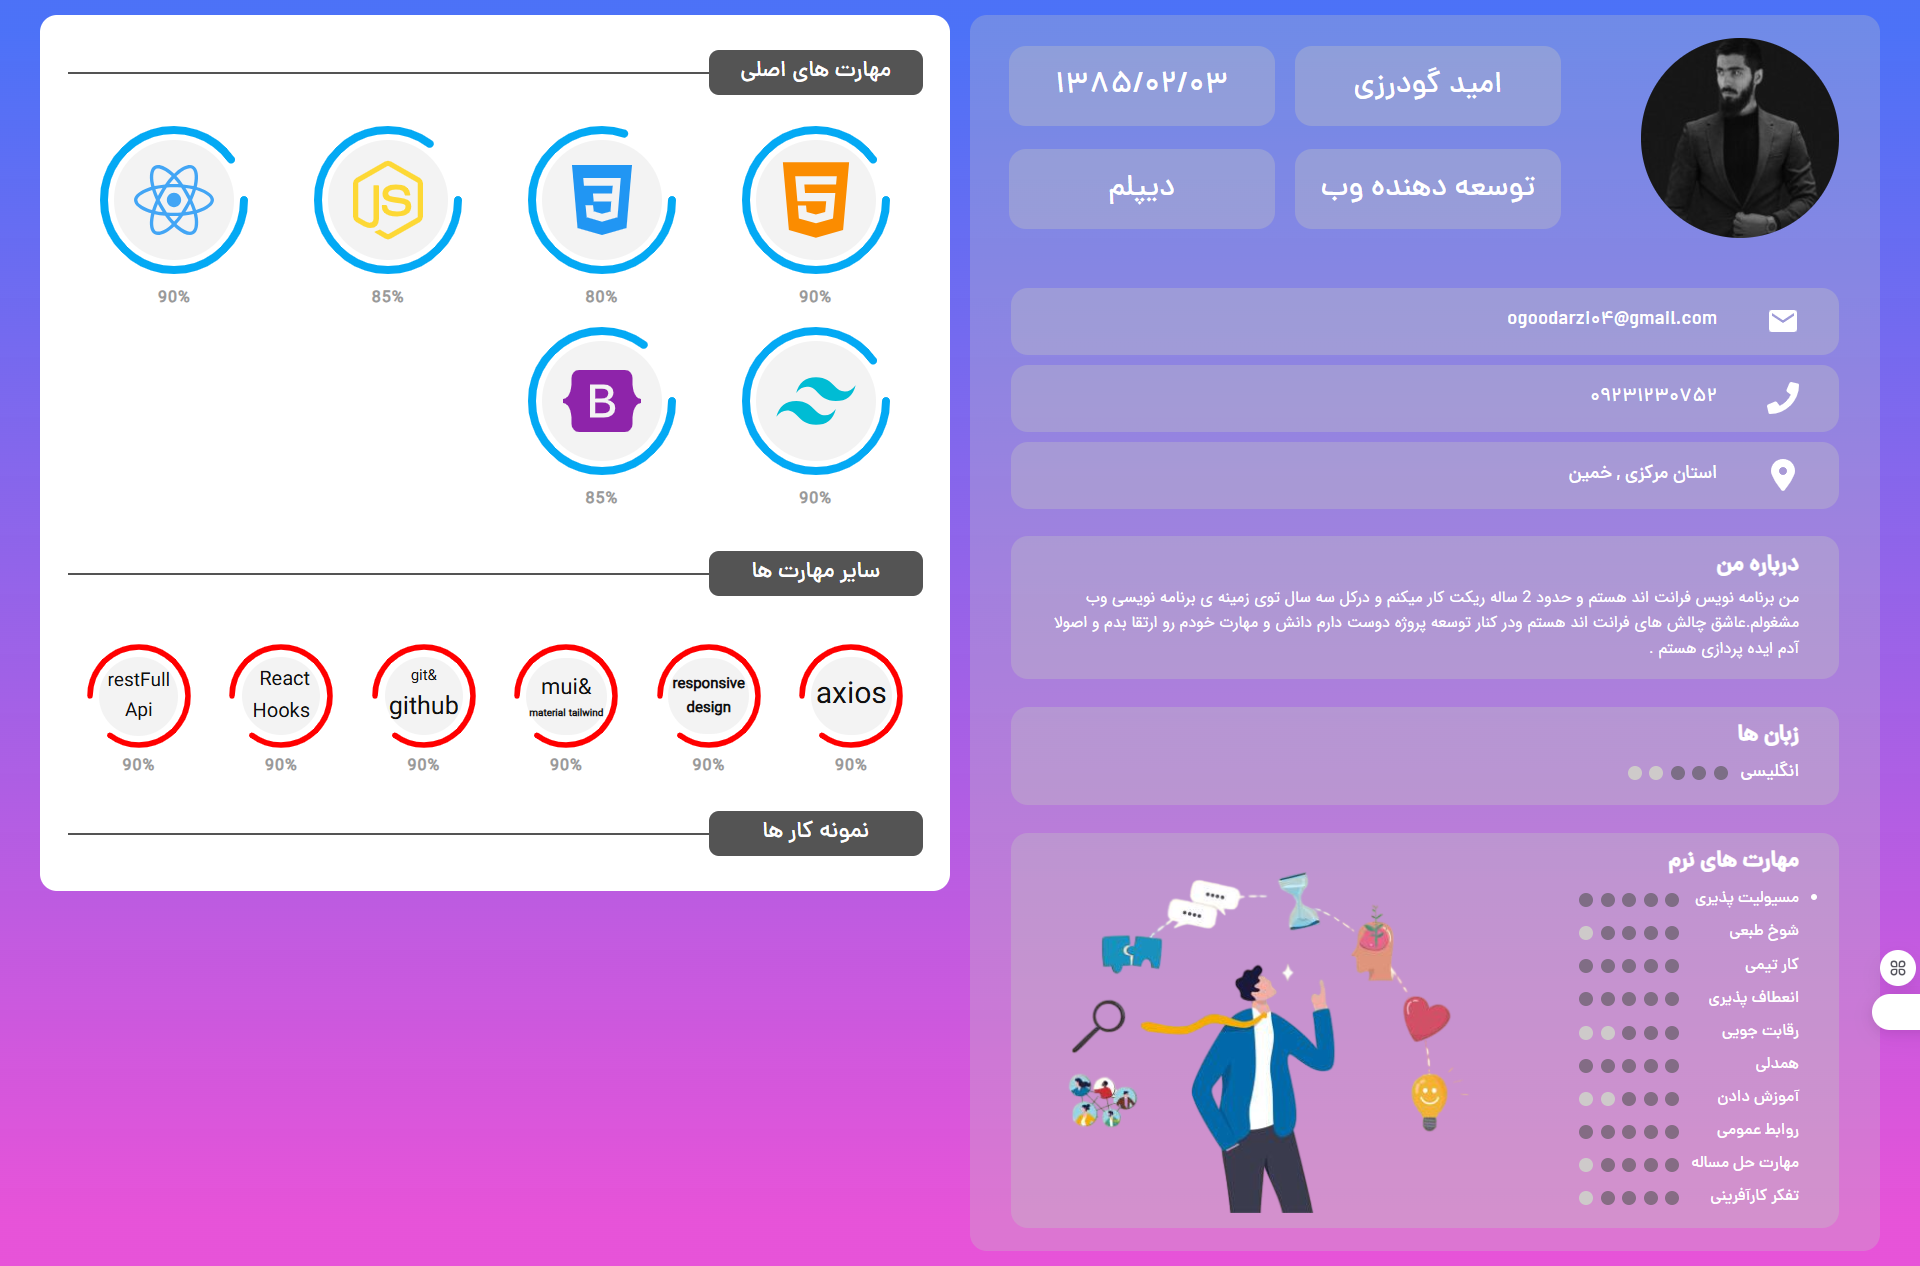 امید گودرزی
۱۳۸۵/۰۲/۰۳
توسعه دهنده وب
دیپلم
ogoodarzi۰۴@gmail.com
۰۹۲۳۱۲۳۰۷۵۲
استان مرکزی , خمین
درباره من
من برنامه نویس فرانت اند هستم و حدود 2 ساله ریکت کار میکنم و درکل سه سال توی زمینه ی برنامه نویسی وب
مشغولم.عاشق چالش های فرانت اند هستم ودر کنار توسعه پروژه دوست دارم دانش و مهارت خودم رو ارتقا بدم و اصولا
آدم ایده پردازی هستم .
زبان ها
انگلیسی
مهارت های نرم
مسیولیت پذیری
شوخ طبعی
کار تیمی
انعطاف پذیری
رقابت جویی
همدلی
آموزش دادن
روابط عمومی
مهارت حل مساله
تفکر کارآفرینی
مهارت های اصلی
5
3
JS
90%
80%
85%
90%
B
90%
85%
سایر مهارت ها
axios
responsive
design
mui&
material tailwind
git&
github
React
Hooks
restFull
Api
90%
90%
90%
90%
90%
90%
نمونه کار ها